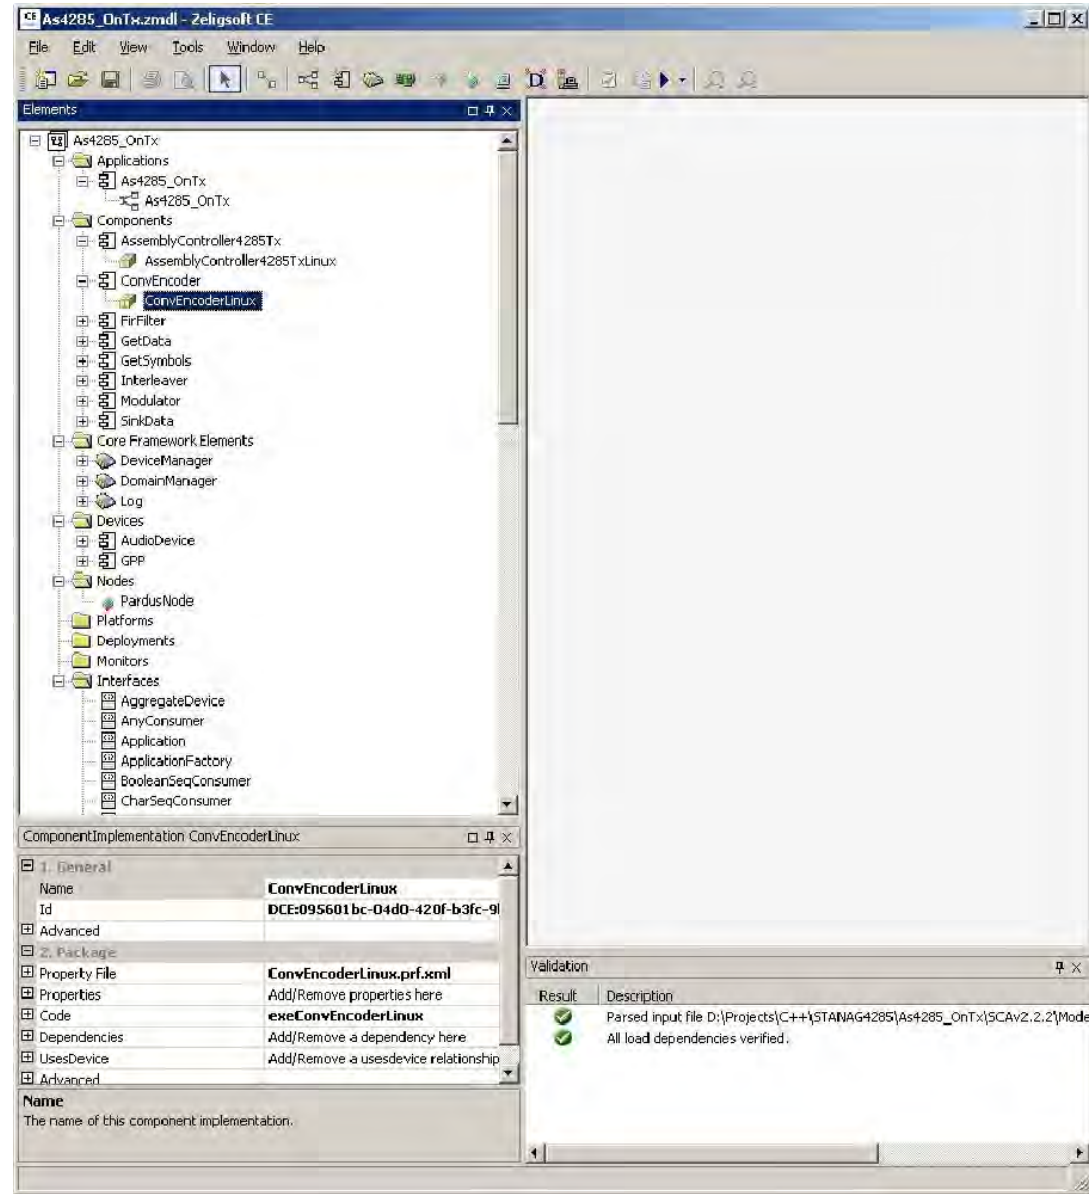 As4285_OnTx.zmdl - Zeligsoft CE
File Edit View Tools Window Help
Elements
As4285_OnTx
Applications
As4285_OnTx
As4285_OnTx
Components
AssemblyController4285Tx
AssemblyController4285TxLinux
ConvEncoder
ConvEncoderLinux
FirFilter
GetData
GetSymbols
Interleaver
Modulator
SinkData
Core Framework Elements
DeviceManager
DomainManager
Log
Devices
AudioDevice
GPP
Nodes
PardusNode
Platforms
Deployments
Monitors
Interfaces
AggregateDevice
AnyConsumer
Application
ApplicationFactory
BooleanSeqConsumer
CharSeqConsumer
ComponentImplementation ConvEncoderLinux
1. General
Name ConvEncoderLinux
Id DCE:095601bc-04d0-420f-b3fc-9
Advanced
2. Package
Property File ConvEncoderLinux.prf.xml
Properties Add/Remove properties here
Code exeConvEncoderLinux
Dependencies Add/Remove a dependency here
UsesDevice Add/Remove a usesdevice relationship
Advanced
Name
The name of this component implementation.
Validation
Result Description
Parsed input file D:\Projects\C++\STANAG4285\As4285_OnTx\SCAv2.2.2\Mode
All load dependencies verified.